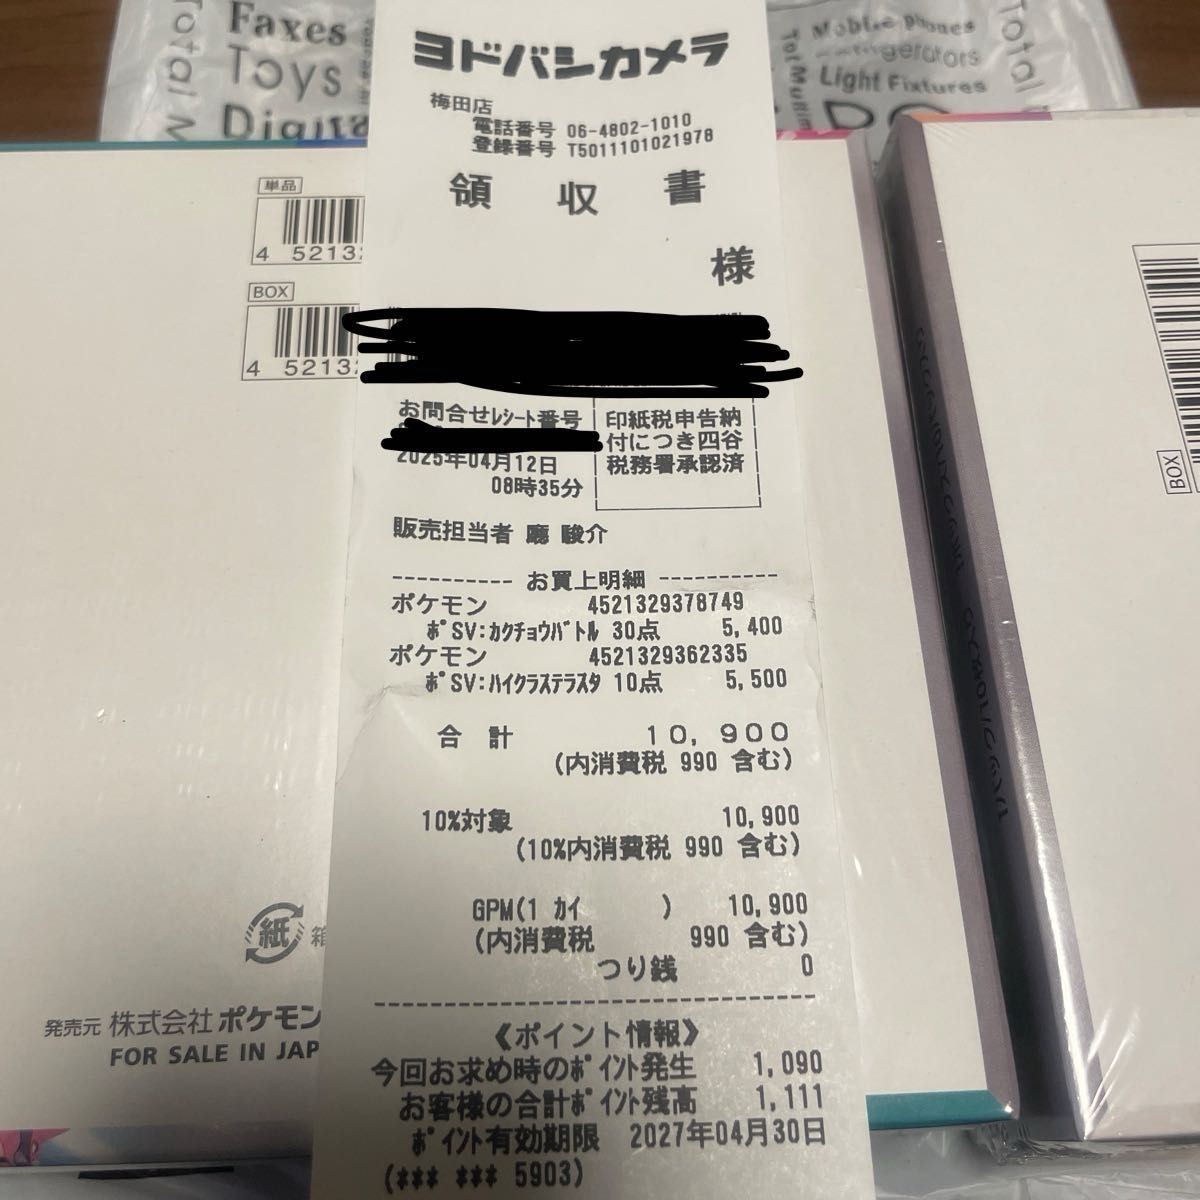 Faxes
Toys
Digita
Total M
Mobile phones
Light Fixtures
Total
ヨドバシカメラ
梅田店
電話番号 06-4802-1010
登録番号 T5011101021978
領 収 書
様
お問合せレシート番号
2025年04月12日
08時35分
印紙税申告納
付につき四谷
税務署承認済
販売担当者 廳 駿介
---------- お買上明細 ----------
ポケモン 4521329378749
ポSV:カクチョウバトル 30点 5,400
ポケモン 4521329362335
ポSV:ハイクラステラスタ 10点 5,500
合 計 10,900
(内消費税 990 含む)
10%対象 10,900
(10%内消費税 990 含む)
GPM(1 カイ ) 10,900
(内消費税 990 含む)
つり銭 0
《ポイント情報》
今回お求め時のポイント発生 1,090
お客様の合計ポイント残高 1,111
ポイント有効期限 2027年04月30日
(*** *** 5903)
単品
4 52132
BOX
4 52132
紙 箱
発売元 株式会社ポケモン
FOR SALE IN JAP
BOX